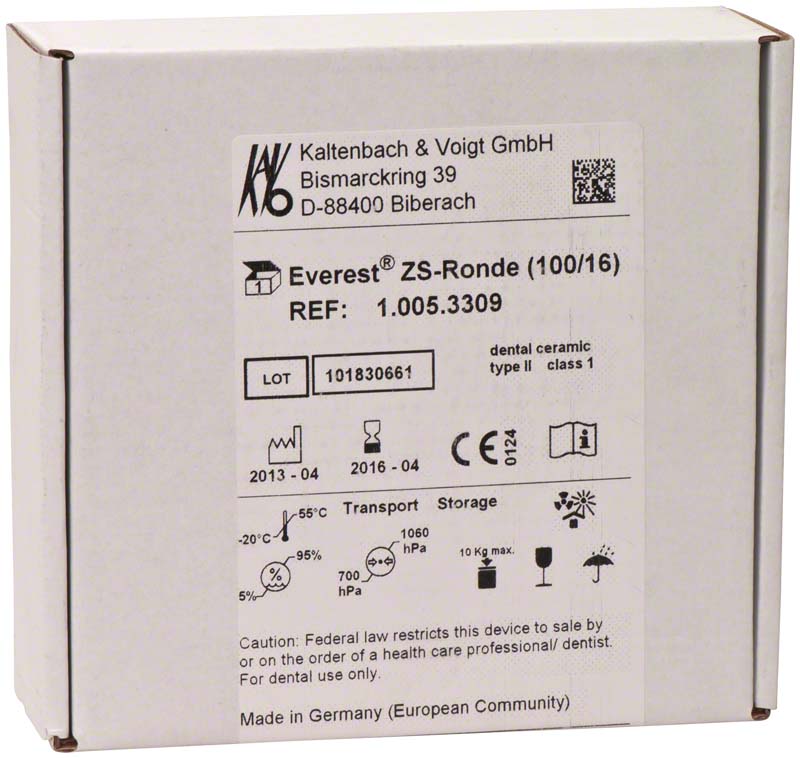 KAVO
Kaltenbach & Voigt GmbH
Bismarckring 39
D-88400 Biberach
1
Everest® ZS-Ronde (100/16)
REF: 1.005.3309
LOT 101830661
dental ceramic
type II class 1
2013 - 04
2016 - 04
CE 0124
i
Transport Storage
55°C
-20°C
%
95%
5%
1060
hPa
700
hPa
10 Kg max.
Caution: Federal law restricts this device to sale by
or on the order of a health care professional/ dentist.
For dental use only.
Made in Germany (European Community)